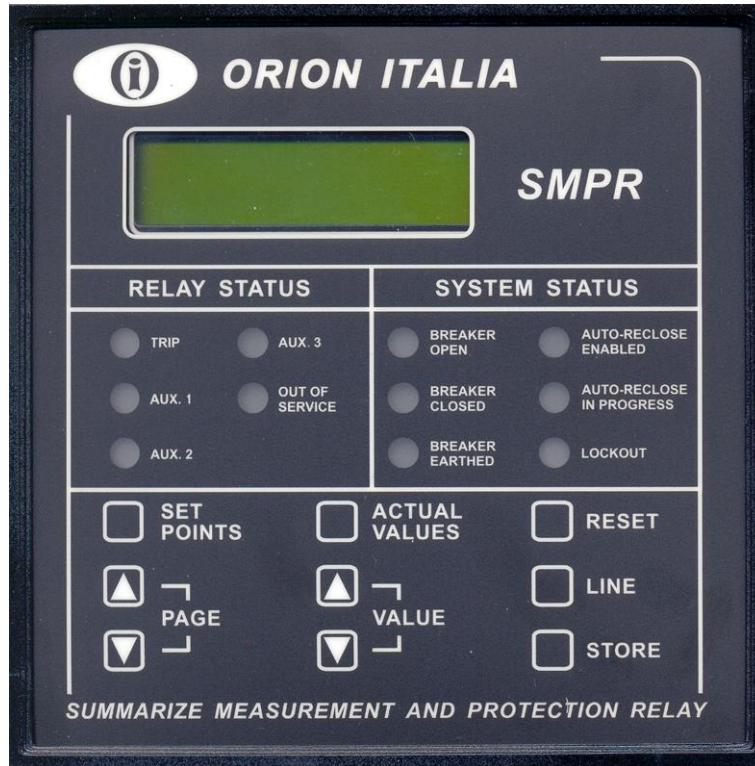 ORION ITALIA
SMPR
RELAY STATUS
TRIP
AUX. 1
AUX. 2
AUX. 3
OUT OF
SERVICE
SYSTEM STATUS
BREAKER
OPEN
BREAKER
CLOSED
BREAKER
EARTHED
AUTO-RECLOSE
ENABLED
AUTO-RECLOSE
IN PROGRESS
LOCKOUT
SET
POINTS
ACTUAL
VALUES
RESET
PAGE
VALUE
LINE
STORE
SUMMARIZE MEASUREMENT AND PROTECTION RELAY